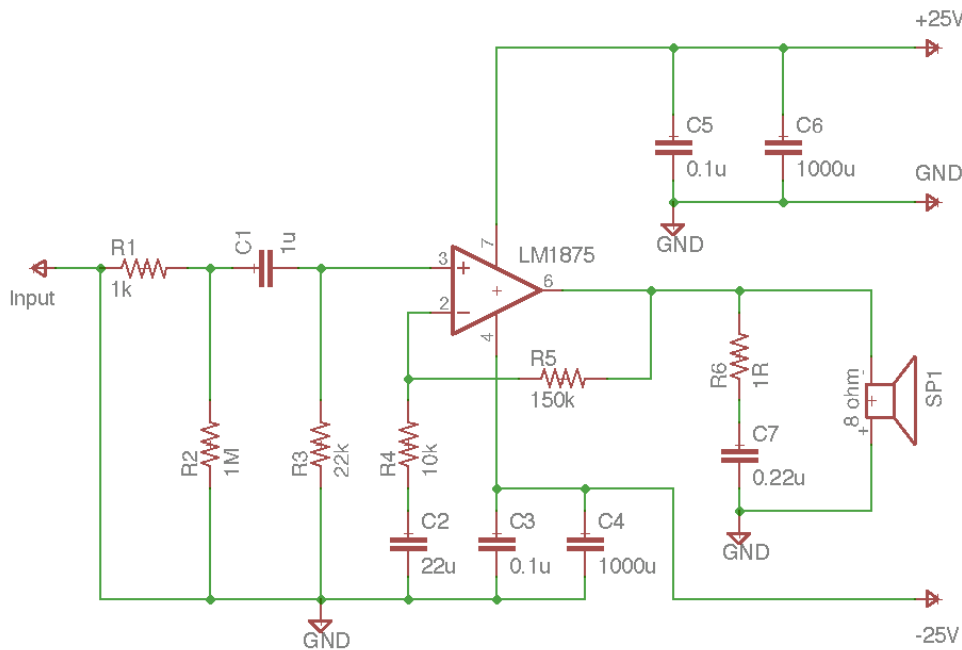 +25V
C5
0.1u
C6
1000u
GND
GND
R1
1k
C1
1u
Input
3
2
7
4
6
LM1875
R5
150k
R2
1M
R3
22k
R4
10k
C2
22u
C3
0.1u
C4
1000u
R6
1R
C7
0.22u
GND
8 ohm
-
+
SP1
GND
-25V